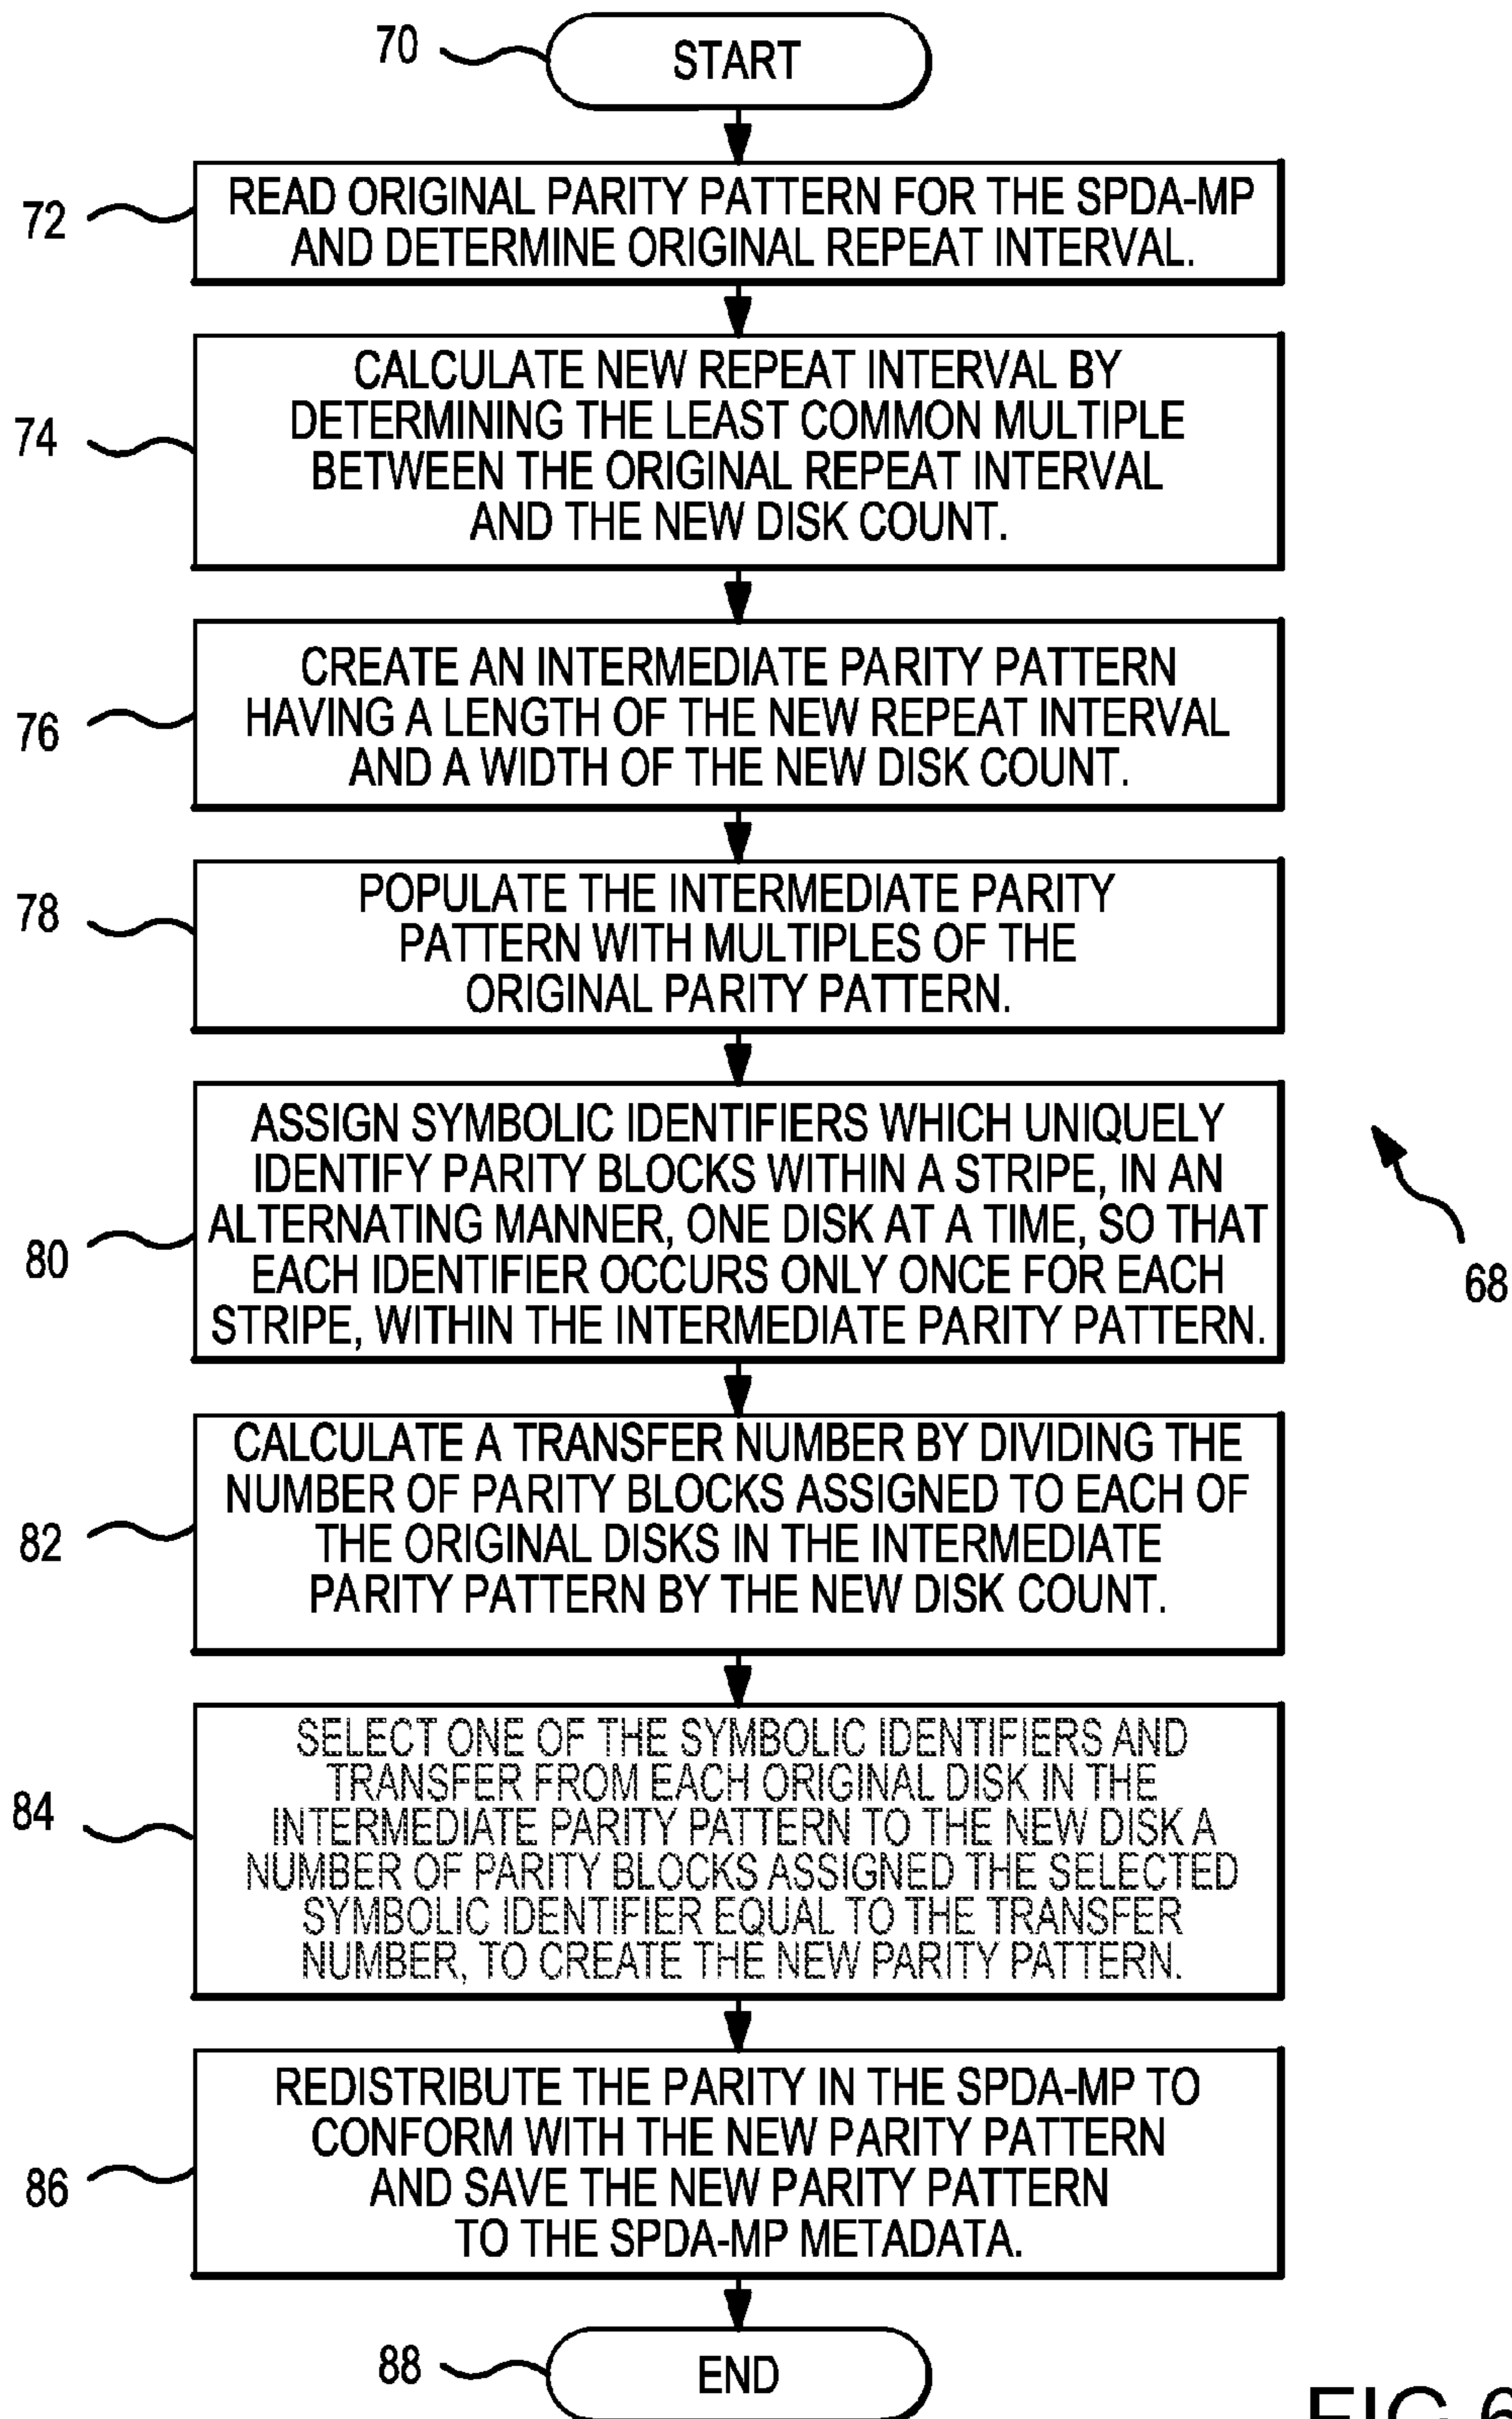 70
START
72
READ ORIGINAL PARITY PATTERN FOR THE SPDA-MP
AND DETERMINE ORIGINAL REPEAT INTERVAL.
74
CALCULATE NEW REPEAT INTERVAL BY
DETERMINING THE LEAST COMMON MULTIPLE
BETWEEN THE ORIGINAL REPEAT INTERVAL
AND THE NEW DISK COUNT.
76
CREATE AN INTERMEDIATE PARITY PATTERN
HAVING A LENGTH OF THE NEW REPEAT INTERVAL
AND A WIDTH OF THE NEW DISK COUNT.
78
POPULATE THE INTERMEDIATE PARITY
PATTERN WITH MULTIPLES OF THE
ORIGINAL PARITY PATTERN.
80
ASSIGN SYMBOLIC IDENTIFIERS WHICH UNIQUELY
IDENTIFY PARITY BLOCKS WITHIN A STRIPE, IN AN
ALTERNATING MANNER, ONE DISK AT A TIME, SO THAT
EACH IDENTIFIER OCCURS ONLY ONCE FOR EACH
STRIPE, WITHIN THE INTERMEDIATE PARITY PATTERN.
68
82
CALCULATE A TRANSFER NUMBER BY DIVIDING THE
NUMBER OF PARITY BLOCKS ASSIGNED TO EACH OF
THE ORIGINAL DISKS IN THE INTERMEDIATE
PARITY PATTERN BY THE NEW DISK COUNT.
84
SELECT ONE OF THE SYMBOLIC IDENTIFIERS AND
TRANSFER FROM EACH ORIGINAL DISK IN THE
INTERMEDIATE PARITY PATTERN TO THE NEW DISK A
NUMBER OF PARITY BLOCKS ASSIGNED THE SELECTED
SYMBOLIC IDENTIFIER EQUAL TO THE TRANSFER
NUMBER, TO CREATE THE NEW PARITY PATTERN.
86
REDISTRIBUTE THE PARITY IN THE SPDA-MP TO
CONFORM WITH THE NEW PARITY PATTERN
AND SAVE THE NEW PARITY PATTERN
TO THE SPDA-MP METADATA.
88
END
FIG.6